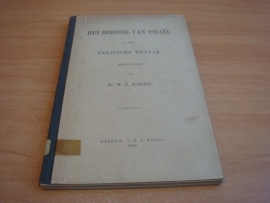 HET HERSTEL VAN ISRAËL
IN HET
PERZISCHE TIJDVAK
DOOR
Dr. W. H. KOSTERS
LEIDEN. — E. J. BRILL